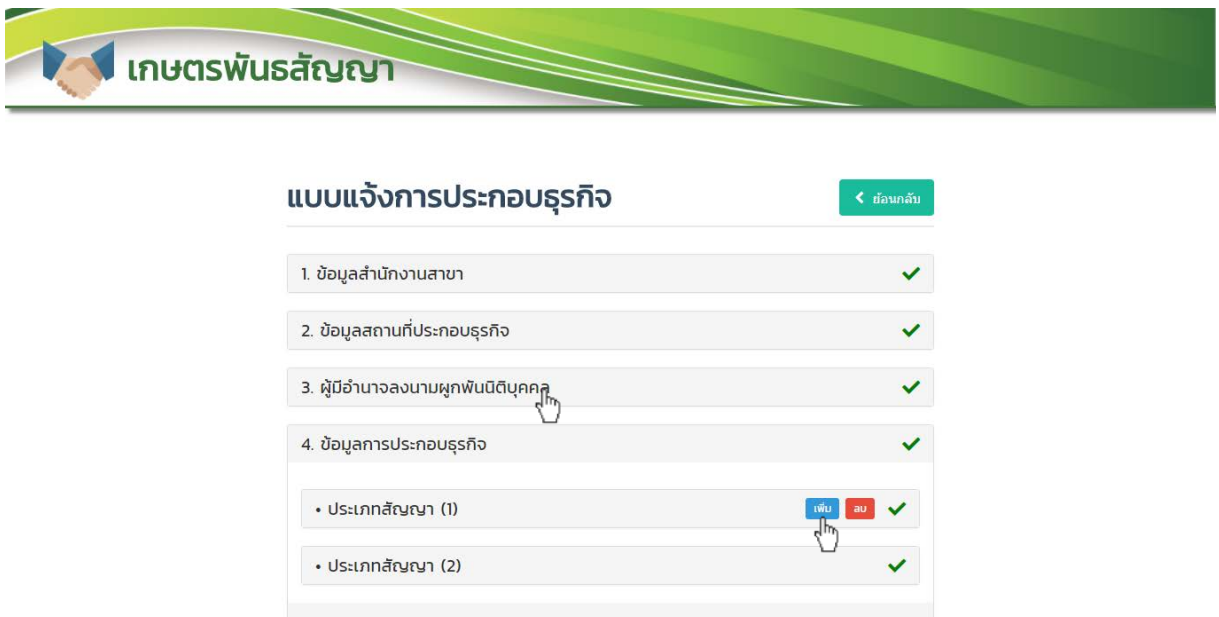 เกษตรพันธสัญญา
แบบแจ้งการประกอบธุรกิจ
ย้อนกลับ
1. ข้อมูลสำนักงานสาขา
2. ข้อมูลสถานที่ประกอบธุรกิจ
3. ผู้มีอำนาจลงนามผูกพันนิติบุคคล
4. ข้อมูลการประกอบธุรกิจ
• ประเภทสัญญา (1) เพิ่ม ลบ
• ประเภทสัญญา (2)